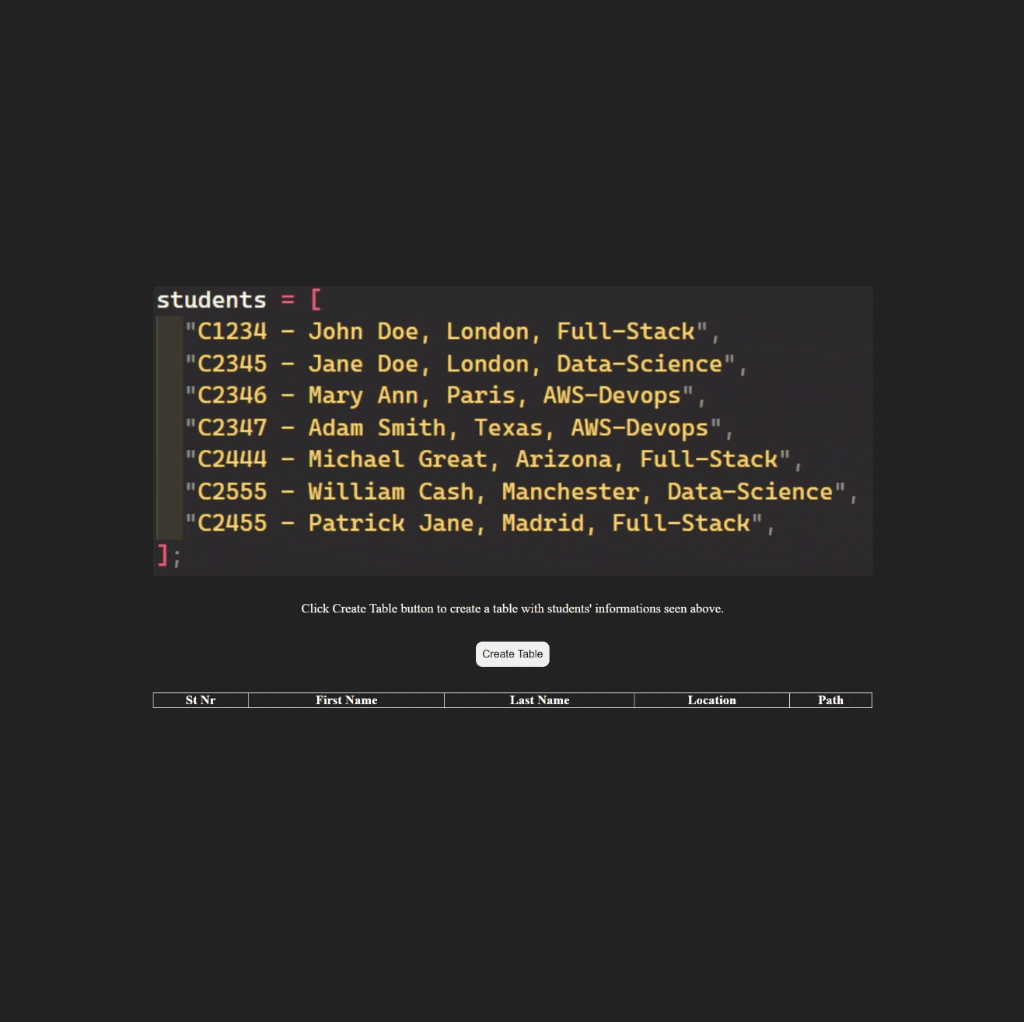 students = [
"C1234 - John Doe, London, Full-Stack",
"C2345 - Jane Doe, London, Data-Science",
"C2346 - Mary Ann, Paris, AWS-Devops",
"C2347 - Adam Smith, Texas, AWS-Devops",
"C2444 - Michael Great, Arizona, Full-Stack",
"C2555 - William Cash, Manchester, Data-Science",
"C2455 - Patrick Jane, Madrid, Full-Stack",
];
Click Create Table button to create a table with students' informations seen above.
Create Table
St Nr First Name Last Name Location Path